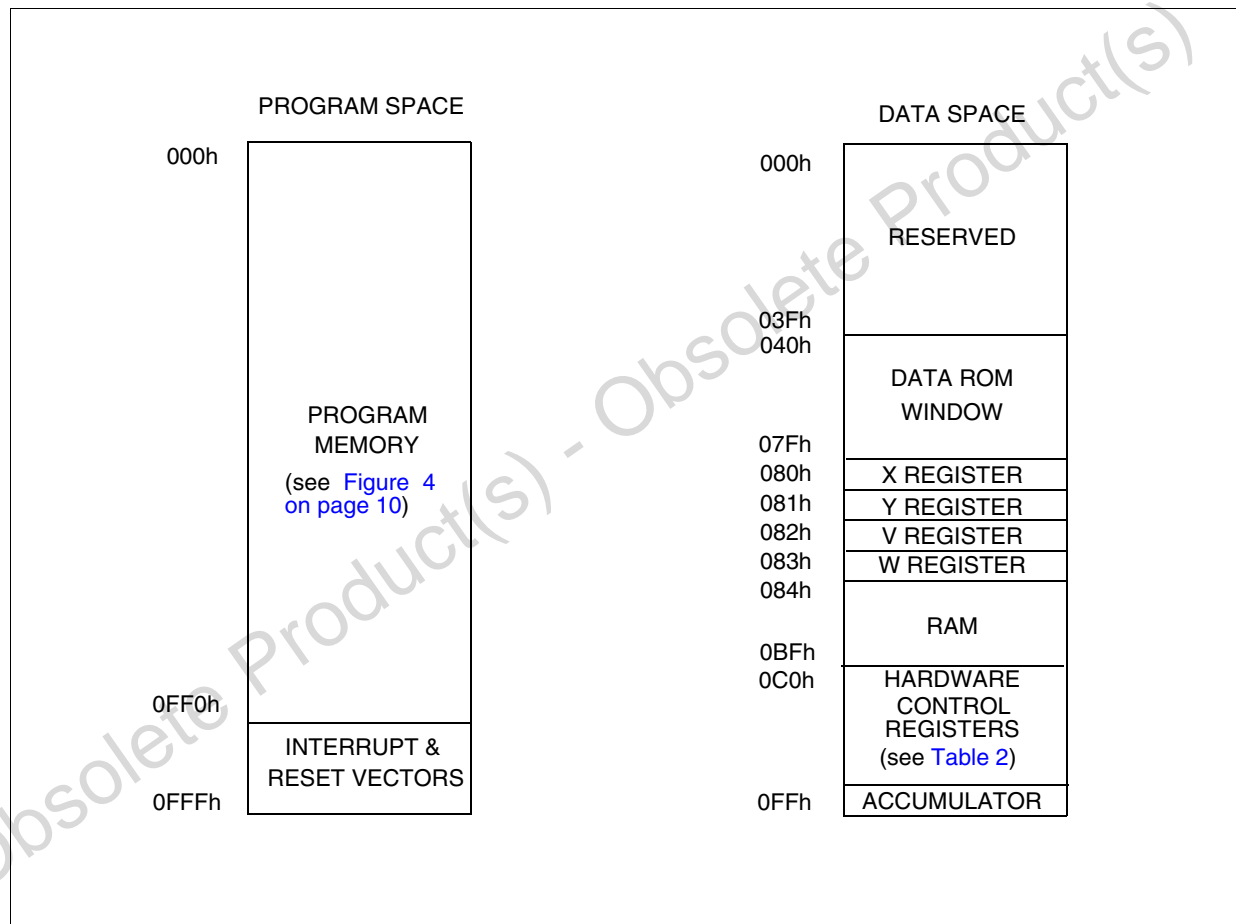 PROGRAM SPACE
000h
PROGRAM
MEMORY
(see Figure 4
on page 10)
0FF0h
INTERRUPT &
RESET VECTORS
0FFFh
DATA SPACE
000h
RESERVED
03Fh
040h
DATA ROM
WINDOW
07Fh
080h
X REGISTER
081h
Y REGISTER
082h
V REGISTER
083h
W REGISTER
084h
RAM
0BFh
0C0h
HARDWARE
CONTROL
REGISTERS
(see Table 2)
0FFh
ACCUMULATOR
Obsolete Product(s) - Obsolete Product(s)